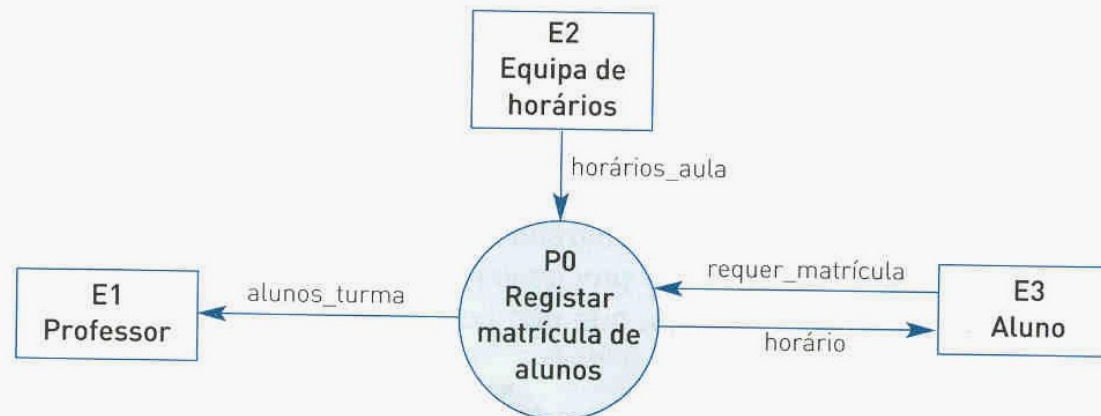 E2
Equipa de
horários
horários_aula
P0
Registar
matrícula de
alunos
E1
Professor
alunos_turma
requer_matrícula
horário
E3
Aluno